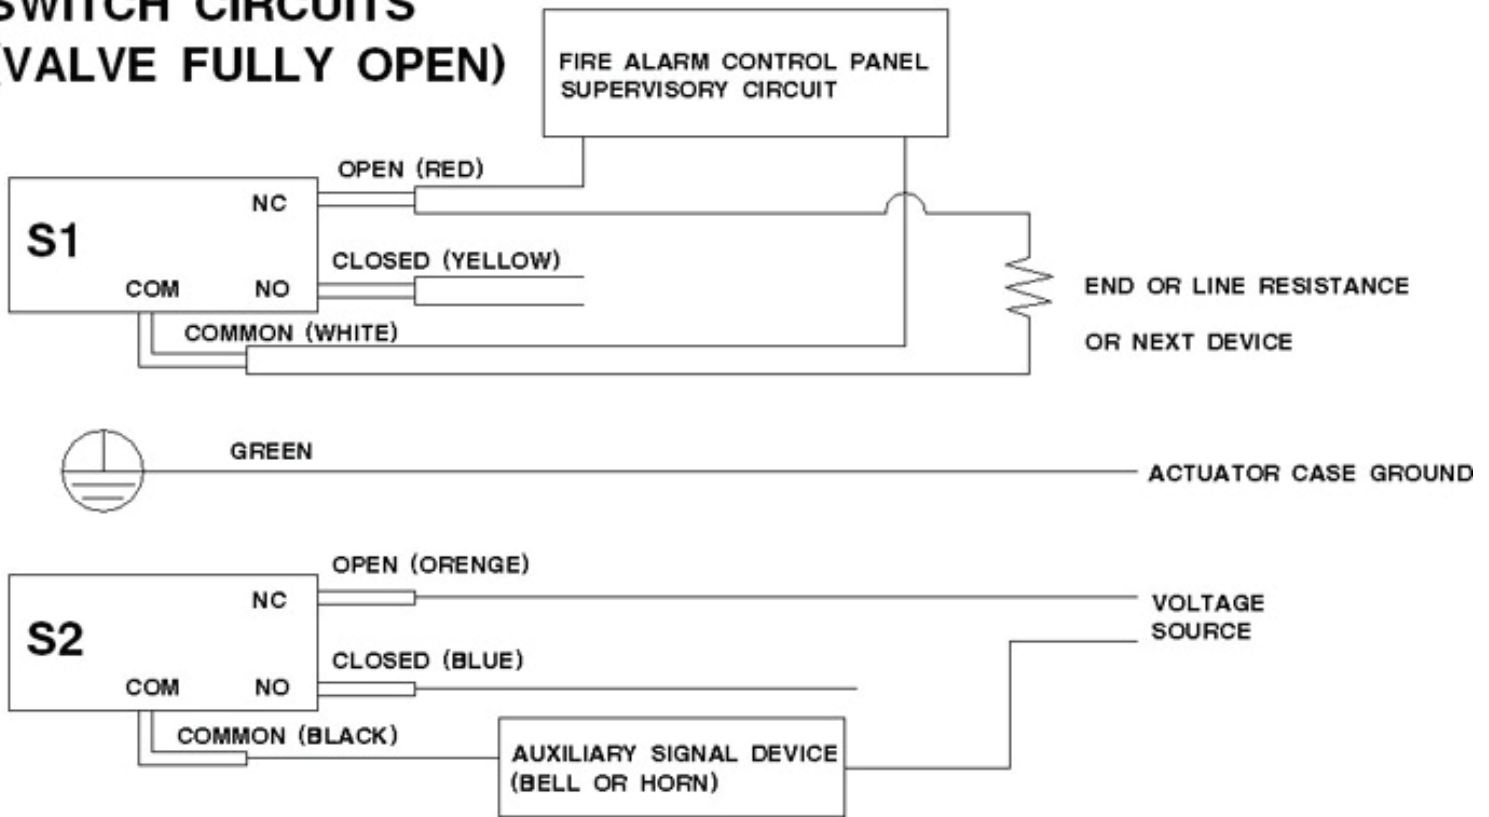 SWITCH CIRCUITS
(VALVE FULLY OPEN)
FIRE ALARM CONTROL PANEL
SUPERVISORY CIRCUIT
OPEN (RED)
NC
S1
CLOSED (YELLOW)
COM NO
COMMON (WHITE)
END OR LINE RESISTANCE
OR NEXT DEVICE
GREEN
ACTUATOR CASE GROUND
OPEN (ORENGE)
NC
VOLTAGE
SOURCE
S2
CLOSED (BLUE)
COM NO
COMMON (BLACK)
AUXILIARY SIGNAL DEVICE
(BELL OR HORN)